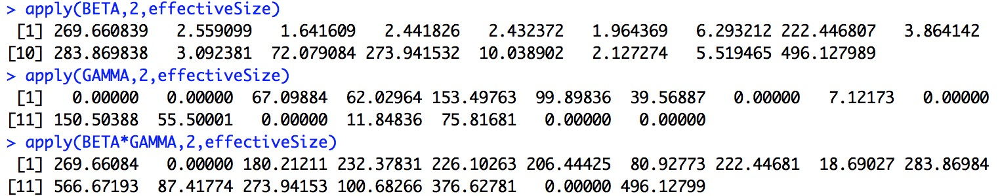 > apply(BETA,2,effectiveSize)
[1] 269.660839 2.559099 1.641609 2.441826 2.432372 1.964369 6.293212 222.446807 3.864142
[10] 283.869838 3.092381 72.079084 273.941532 10.038902 2.127274 5.519465 496.127989
> apply(GAMMA,2,effectiveSize)
[1] 0.00000 0.00000 67.09884 62.02964 153.49763 99.89836 39.56887 0.00000 7.12173 0.00000
[11] 150.50388 55.50001 0.00000 11.84836 75.81681 0.00000 0.00000
> apply(BETA*GAMMA,2,effectiveSize)
[1] 269.66084 0.00000 180.21211 232.37831 226.10263 206.44425 80.92773 222.44681 18.69027 283.86984
[11] 566.67193 87.41774 273.94153 100.68266 376.62781 0.00000 496.12799